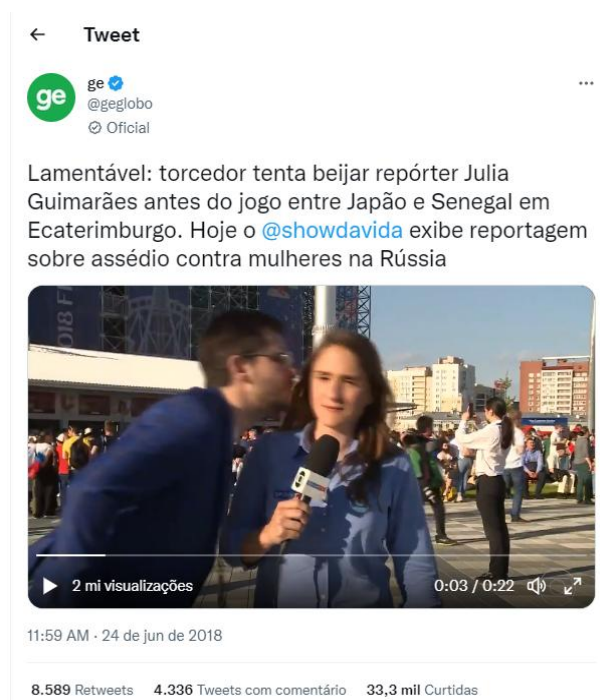 ← Tweet
ge
ge
@geglobo
Oficial
Lamentável: torcedor tenta beijar repórter Julia
Guimarães antes do jogo entre Japão e Senegal em
Ecaterimburgo. Hoje o @showdavida exibe reportagem
sobre assédio contra mulheres na Rússia
2 mi visualizações 0:03 / 0:22
11:59 AM · 24 de jun de 2018
8.589 Retweets 4.336 Tweets com comentário 33,3 mil Curtidas